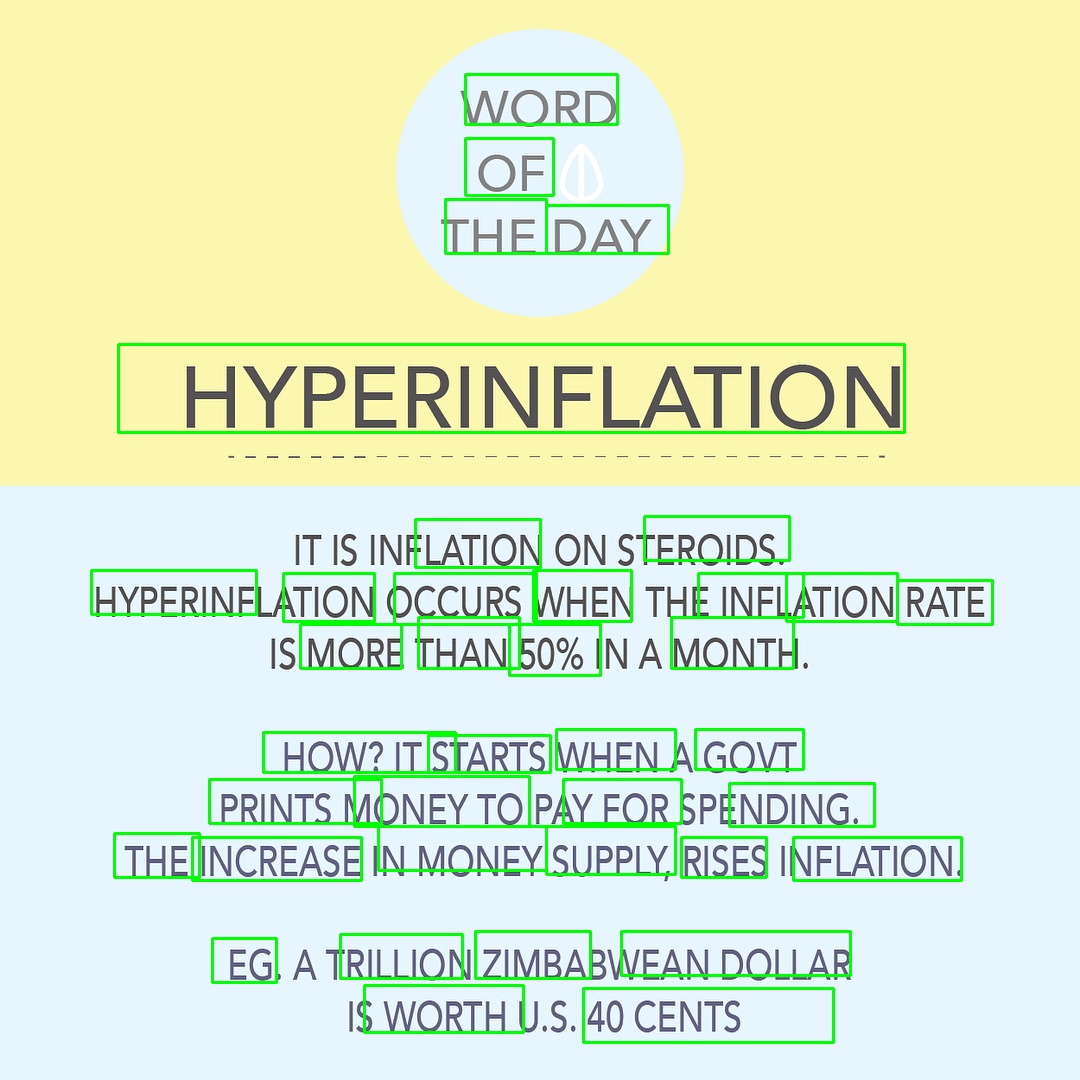 WORD
OF
THE DAY
HYPERINFLATION
IT IS INFLATION ON STEROIDS.
HYPERINFLATION OCCURS WHEN THE INFLATION RATE
IS MORE THAN 50% IN A MONTH.
HOW? IT STARTS WHEN A GOVT
PRINTS MONEY TO PAY FOR SPENDING.
THE INCREASE IN MONEY SUPPLY, RISES INFLATION.
EG. A TRILLION ZIMBABWEAN DOLLAR
IS WORTH U.S. 40 CENTS